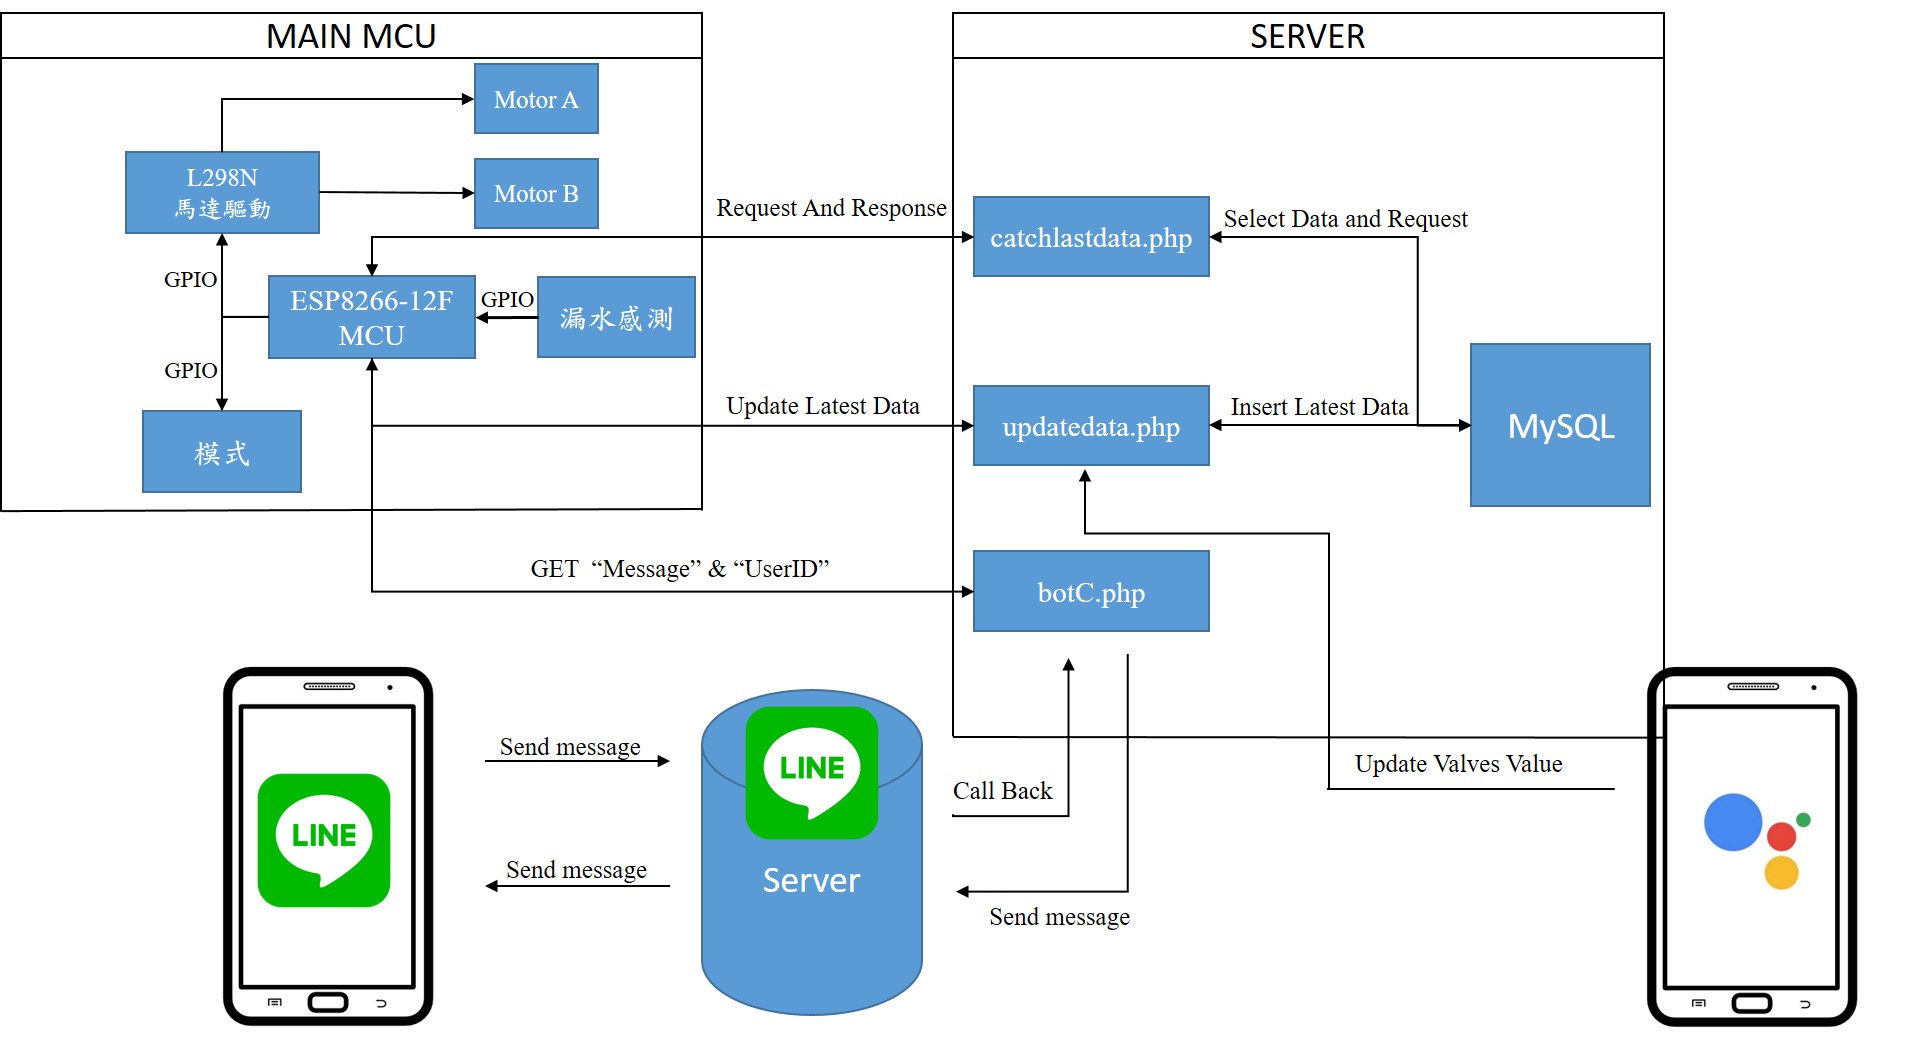 MAIN MCU
Motor A
L298N
馬達驅動
Motor B
GPIO
ESP8266-12F
MCU
GPIO
漏水感測
GPIO
模式
SERVER
Request And Response
catchlastdata.php
Select Data and Request
Update Latest Data
updatedata.php
Insert Latest Data
MySQL
GET “Message” & “UserID”
botC.php
Send message
LINE
Send message
LINE
Server
Call Back
Send message
Update Valves Value